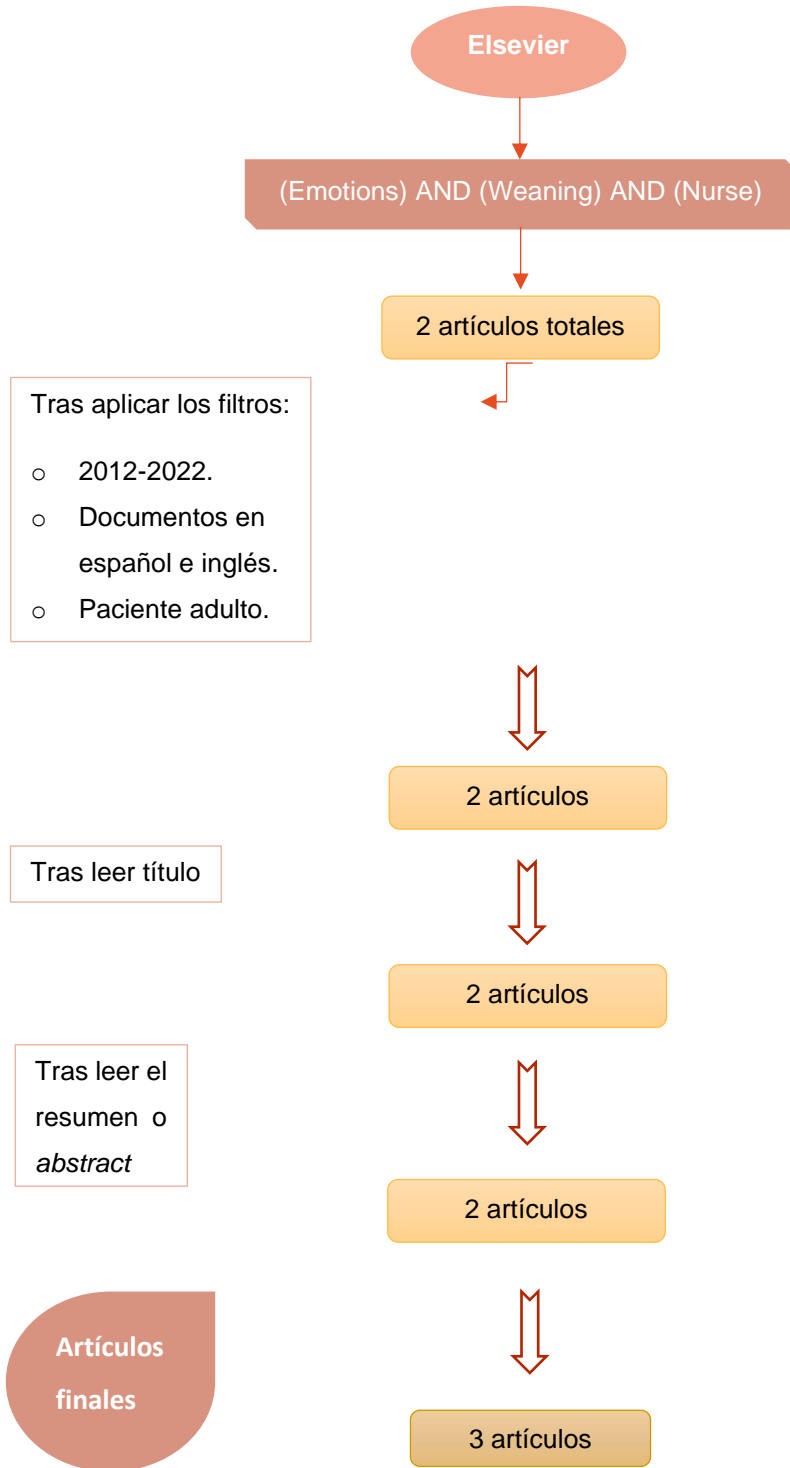 Elsevier
(Emotions) AND (Weaning) AND (Nurse)
2 artículos totales
Tras aplicar los filtros:
o 2012-2022.
o Documentos en
español e inglés.
o Paciente adulto.
2 artículos
Tras leer título
2 artículos
Tras leer el
resumen o
abstract
2 artículos
Artículos
finales
3 artículos